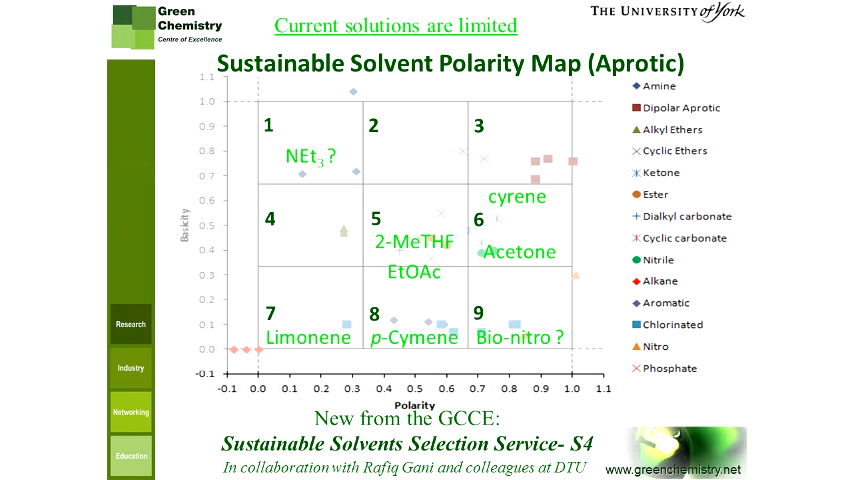 Green
Chemistry
Centre of Excellence
Current solutions are limited
THE UNIVERSITY of York
Sustainable Solvent Polarity Map (Aprotic)
1.1
1.0
0.9
0.8
0.7
0.6
0.5
0.4
0.3
0.2
0.1
0.0
-0.1
Basicity
1
2
3
NEt3 ?
cyrene
4
5
6
2-MeTHF
Acetone
EtOAc
7
8
9
Limonene
p-Cymene
Bio-nitro ?
-0.1 0.0 0.1 0.2 0.3 0.4 0.5 0.6 0.7 0.8 0.9 1.0 1.1
Polarity
Amine
Dipolar Aprotic
Alkyl Ethers
Cyclic Ethers
Ketone
Ester
Dialkyl carbonate
Cyclic carbonate
Nitrile
Alkane
Aromatic
Chlorinated
Nitro
Phosphate
Research
Industry
Networking
Education
New from the GCCE:
Sustainable Solvents Selection Service- S4
In collaboration with Rafiq Gani and colleagues at DTU
www.greenchemistry.net